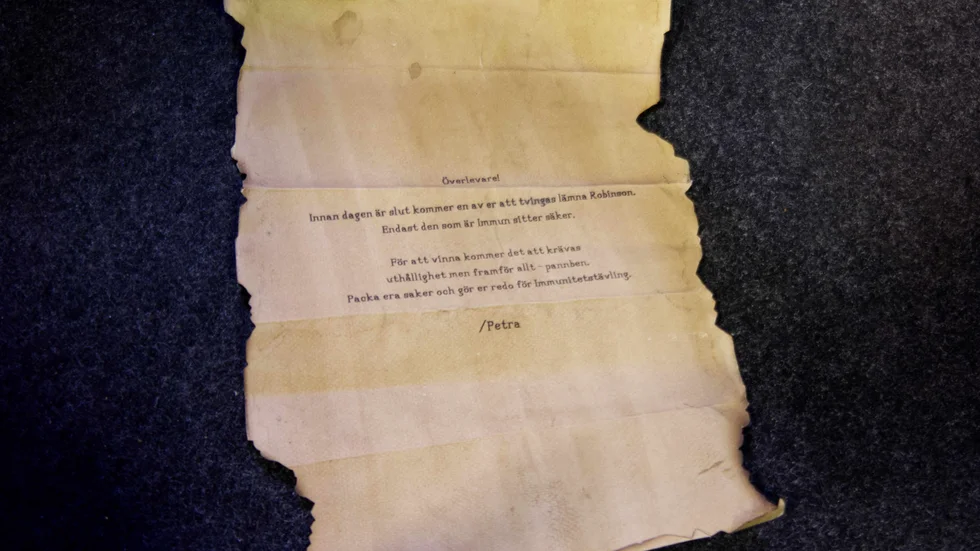 Överlevare!
Innan dagen är slut kommer en av er att tvingas lämna Robinson.
Endast den som är immun sitter säker.
För att vinna kommer det att krävas
uthållighet men framför allt - pannben.
Packa era saker och gör er redo för immunitetstävling.
/Petra